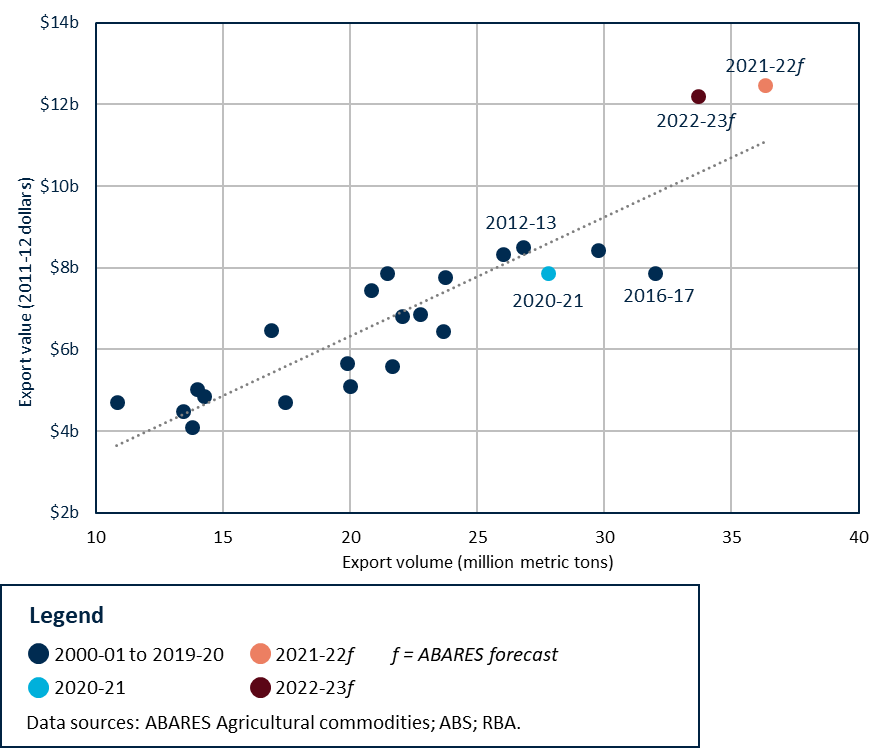 $14b
$12b
$10b
$8b
$6b
$4b
$2b
Export value (2011-12 dollars)
2021-22f
2022-23f
2012-13
2020-21
2016-17
10 15 20 25 30 35 40
Export volume (million metric tons)
Legend
2000-01 to 2019-20 2021-22f f = ABARES forecast
2020-21 2022-23f
Data sources: ABARES Agricultural commodities; ABS; RBA.